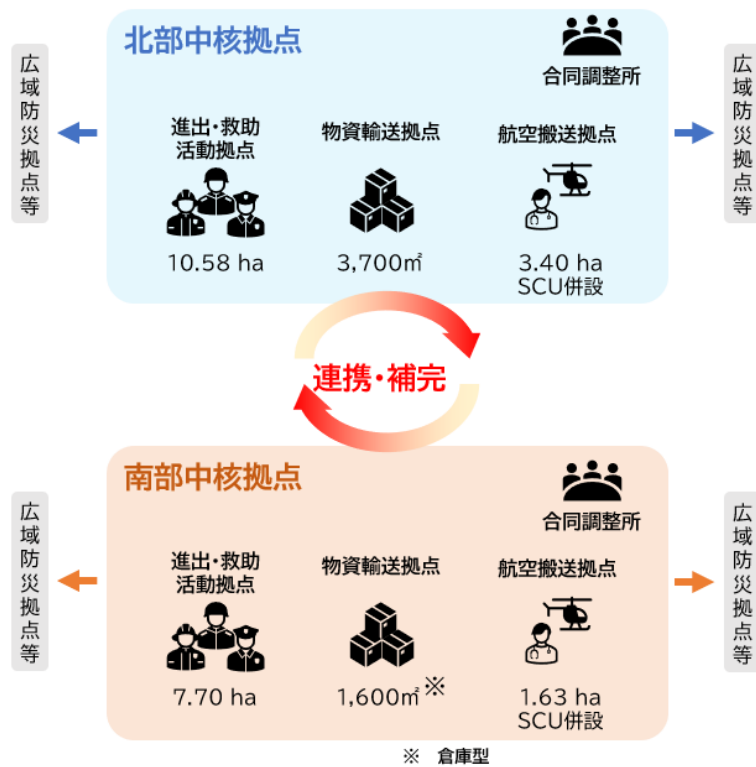 北部中核拠点
合同調整所
広域防災拠点等
広域防災拠点等
進出・救助
活動拠点
物資輸送拠点
航空搬送拠点
10.58 ha
3,700㎡
3.40 ha
SCU併設
連携・補完
南部中核拠点
合同調整所
広域防災拠点等
広域防災拠点等
進出・救助
活動拠点
物資輸送拠点
航空搬送拠点
7.70 ha
1,600㎡※
1.63 ha
SCU併設
※ 倉庫型